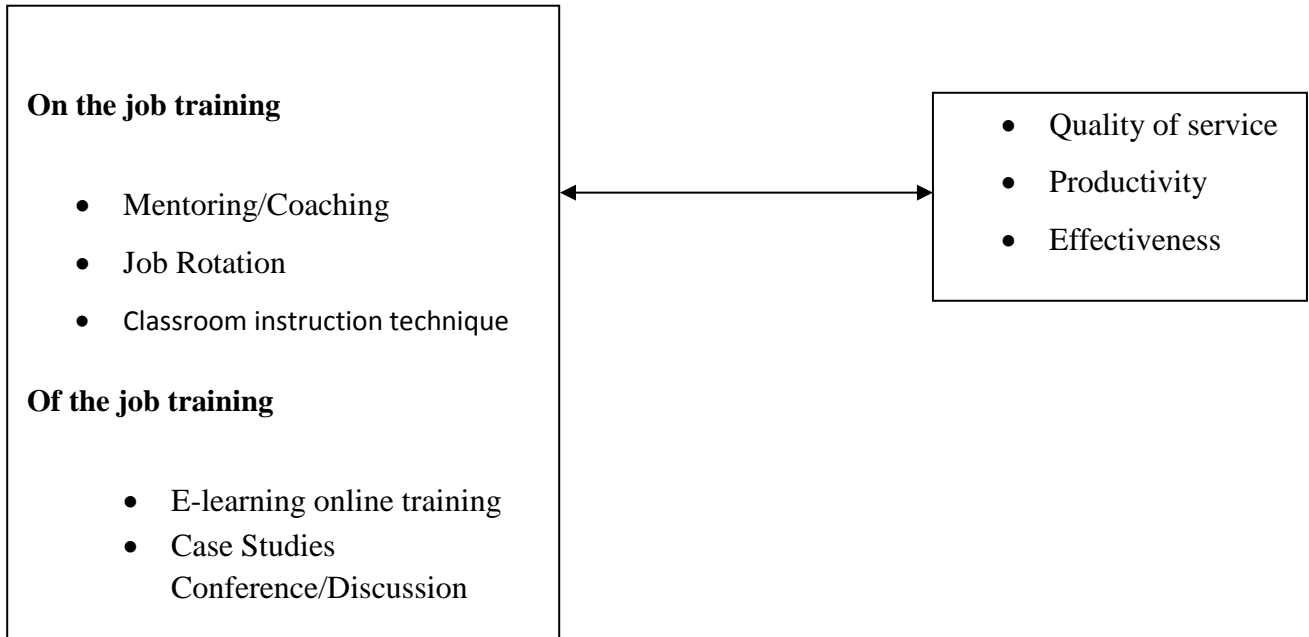 On the job training
• Mentoring/Coaching
• Job Rotation
• Classroom instruction technique
Of the job training
• E-learning online training
• Case Studies
Conference/Discussion
• Quality of service
• Productivity
• Effectiveness